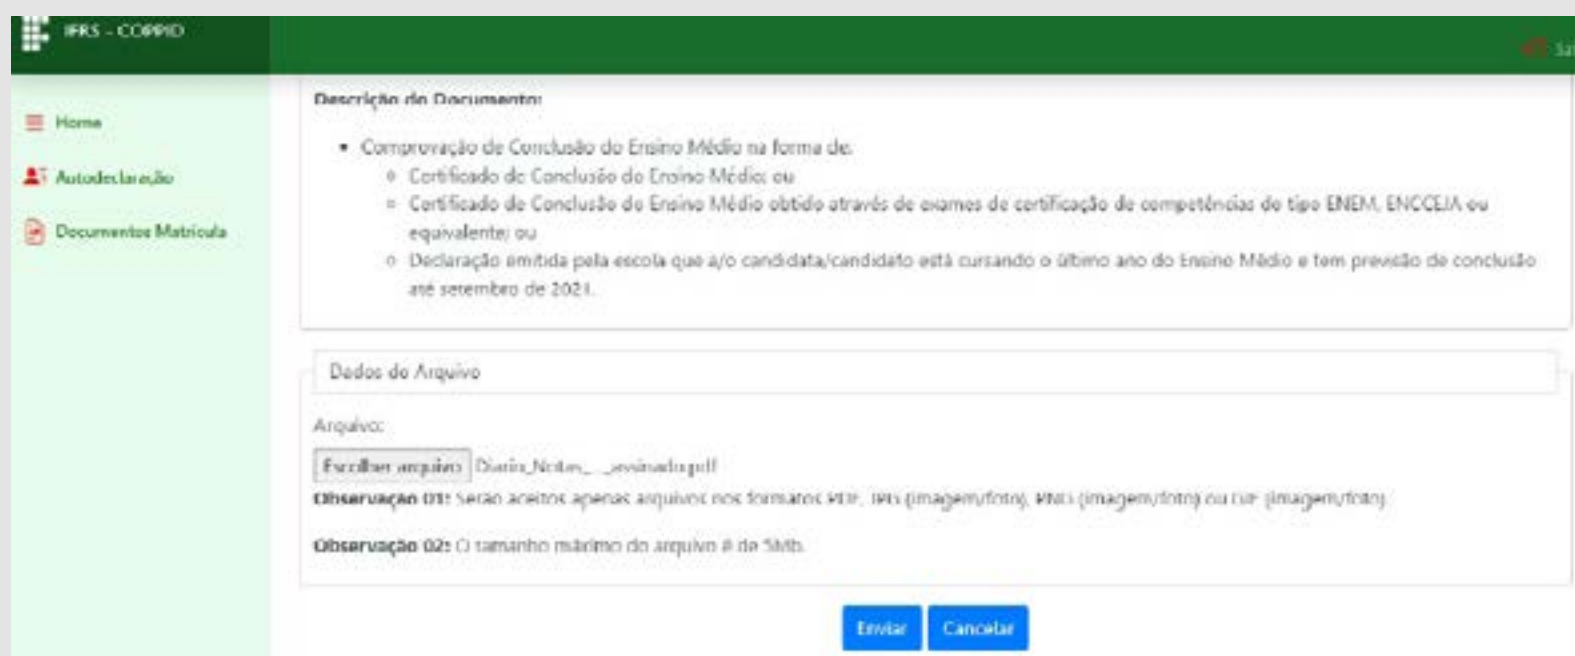 IFRS - COPPID
Home
Autodeclaração
Documentos Matrícula
Descrição do Documento:
Comprovação de Conclusão do Ensino Médio na forma de:
Certificado de Conclusão do Ensino Médio; ou
Certificado de Conclusão do Ensino Médio obtido através de exames de certificação de competências do tipo ENEM, ENCCEJA ou
equivalente; ou
Declaração emitida pela escola que a/o candidata/candidato está cursando o último ano do Ensino Médio e tem previsão de conclusão
até setembro de 2021.
Dados do Arquivo
Arquivo:
Escolher arquivo Diario_Notas_..._assinado.pdf
Observação 01: Serão aceitos apenas arquivos nos formatos PDF, JPG (imagem/foto), PNG (imagem/foto) ou GIF (imagem/foto).
Observação 02: O tamanho máximo do arquivo é de 5Mb.
Enviar Cancelar